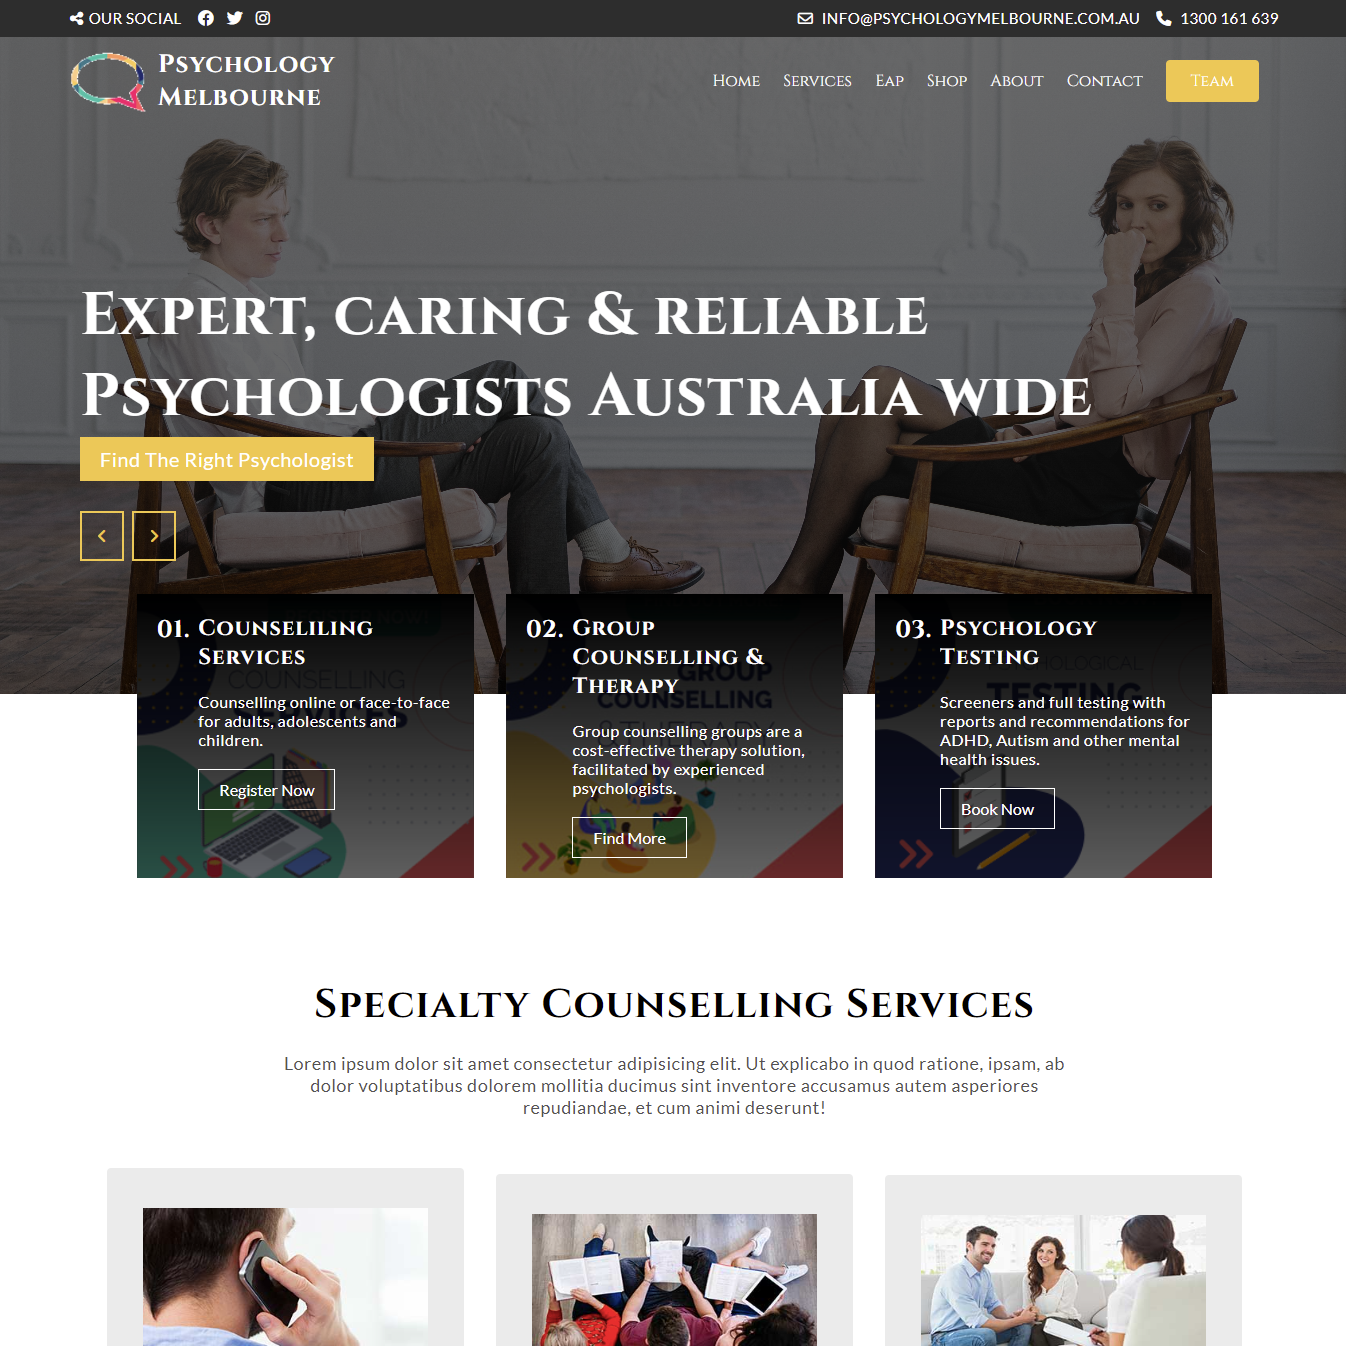 OUR SOCIAL
INFO@PSYCHOLOGYMELBOURNE.COM.AU 1300 161 639
Psychology
Melbourne
Home Services Eap Shop About Contact Team
Expert, caring & reliable
Psychologists Australia wide
Find The Right Psychologist
01. Counseliling
Services
Counselling online or face-to-face
for adults, adolescents and
children.
Register Now
02. Group
Counselling &
Therapy
Group counselling groups are a
cost-effective therapy solution,
facilitated by experienced
psychologists.
Find More
03. Psychology
Testing
Screeners and full testing with
reports and recommendations for
ADHD, Autism and other mental
health issues.
Book Now
COUNSELLING
GROUP
COUNSELLING
& THERAPY
TESTING
Specialty Counselling Services
Lorem ipsum dolor sit amet consectetur adipisicing elit. Ut explicabo in quod ratione, ipsam, ab
dolor voluptatibus dolorem mollitia ducimus sint inventore accusamus autem asperiores
repudiandae, et cum animi deserunt!